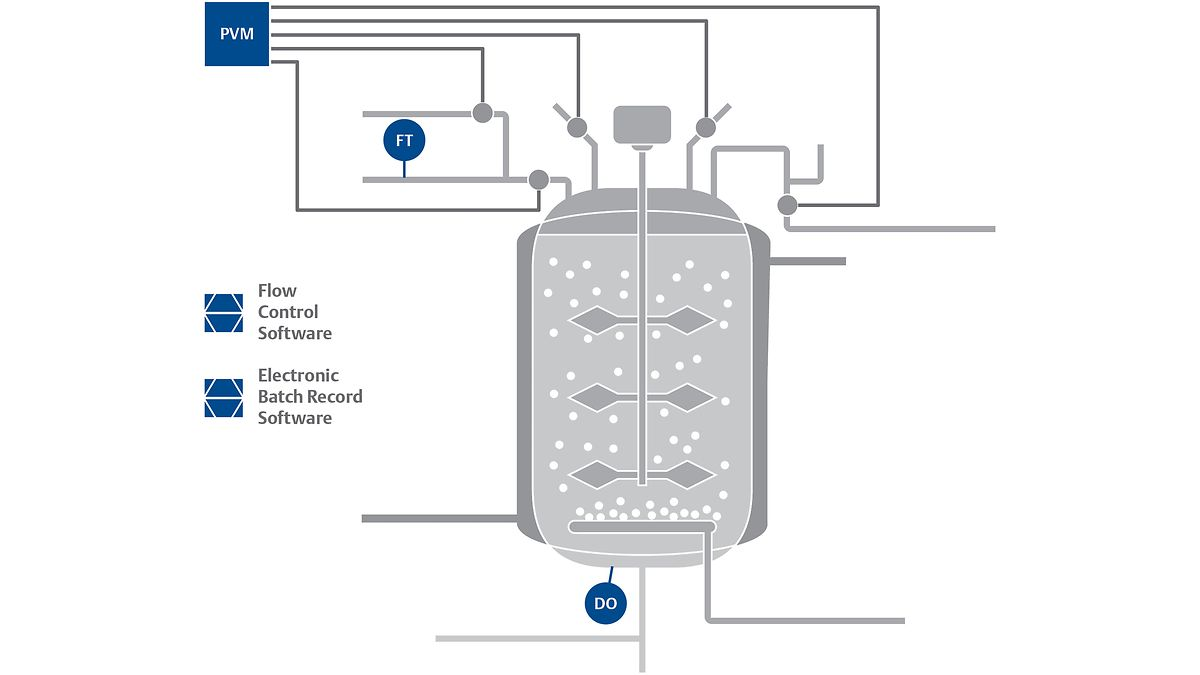 PVM
FT
Flow
Control
Software
Electronic
Batch Record
Software
DO